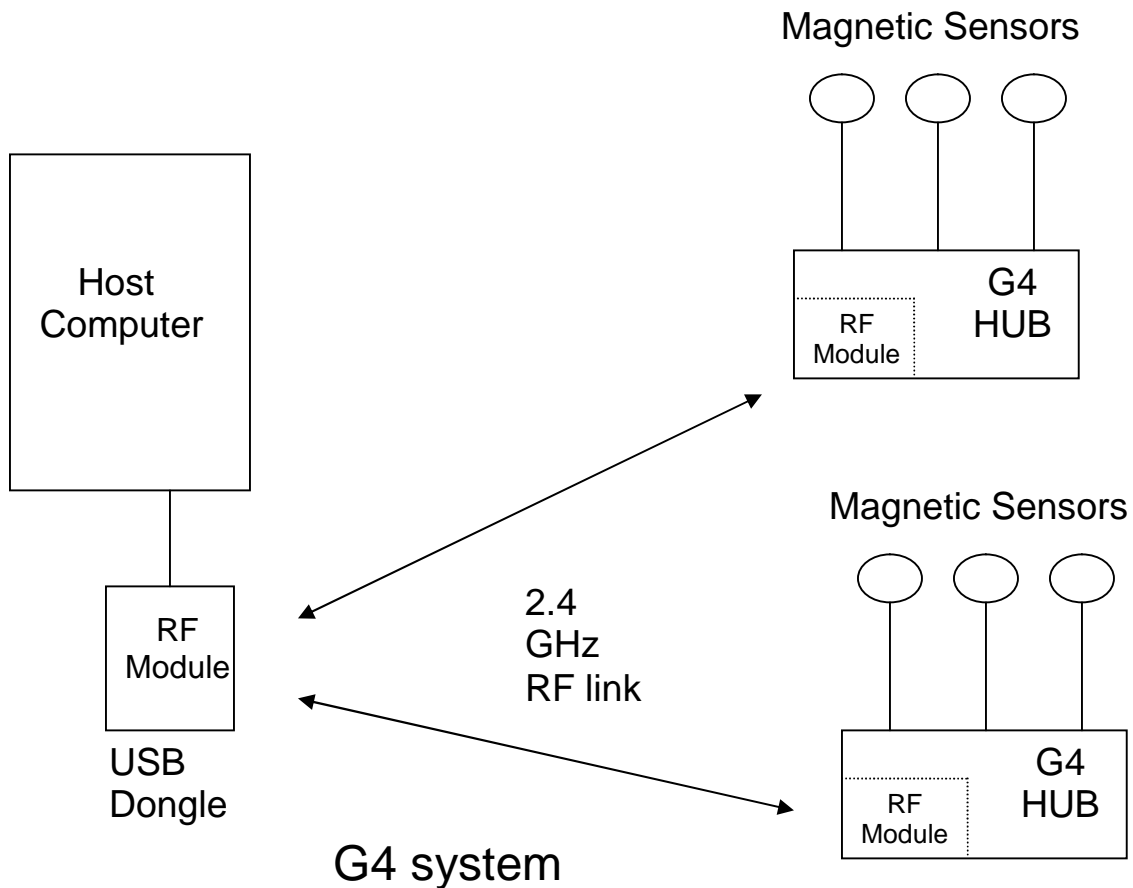 Magnetic Sensors
Host
Computer
G4
HUB
RF
Module
Magnetic Sensors
RF
Module
USB
Dongle
2.4
GHz
RF link
G4
HUB
RF
Module
G4 system